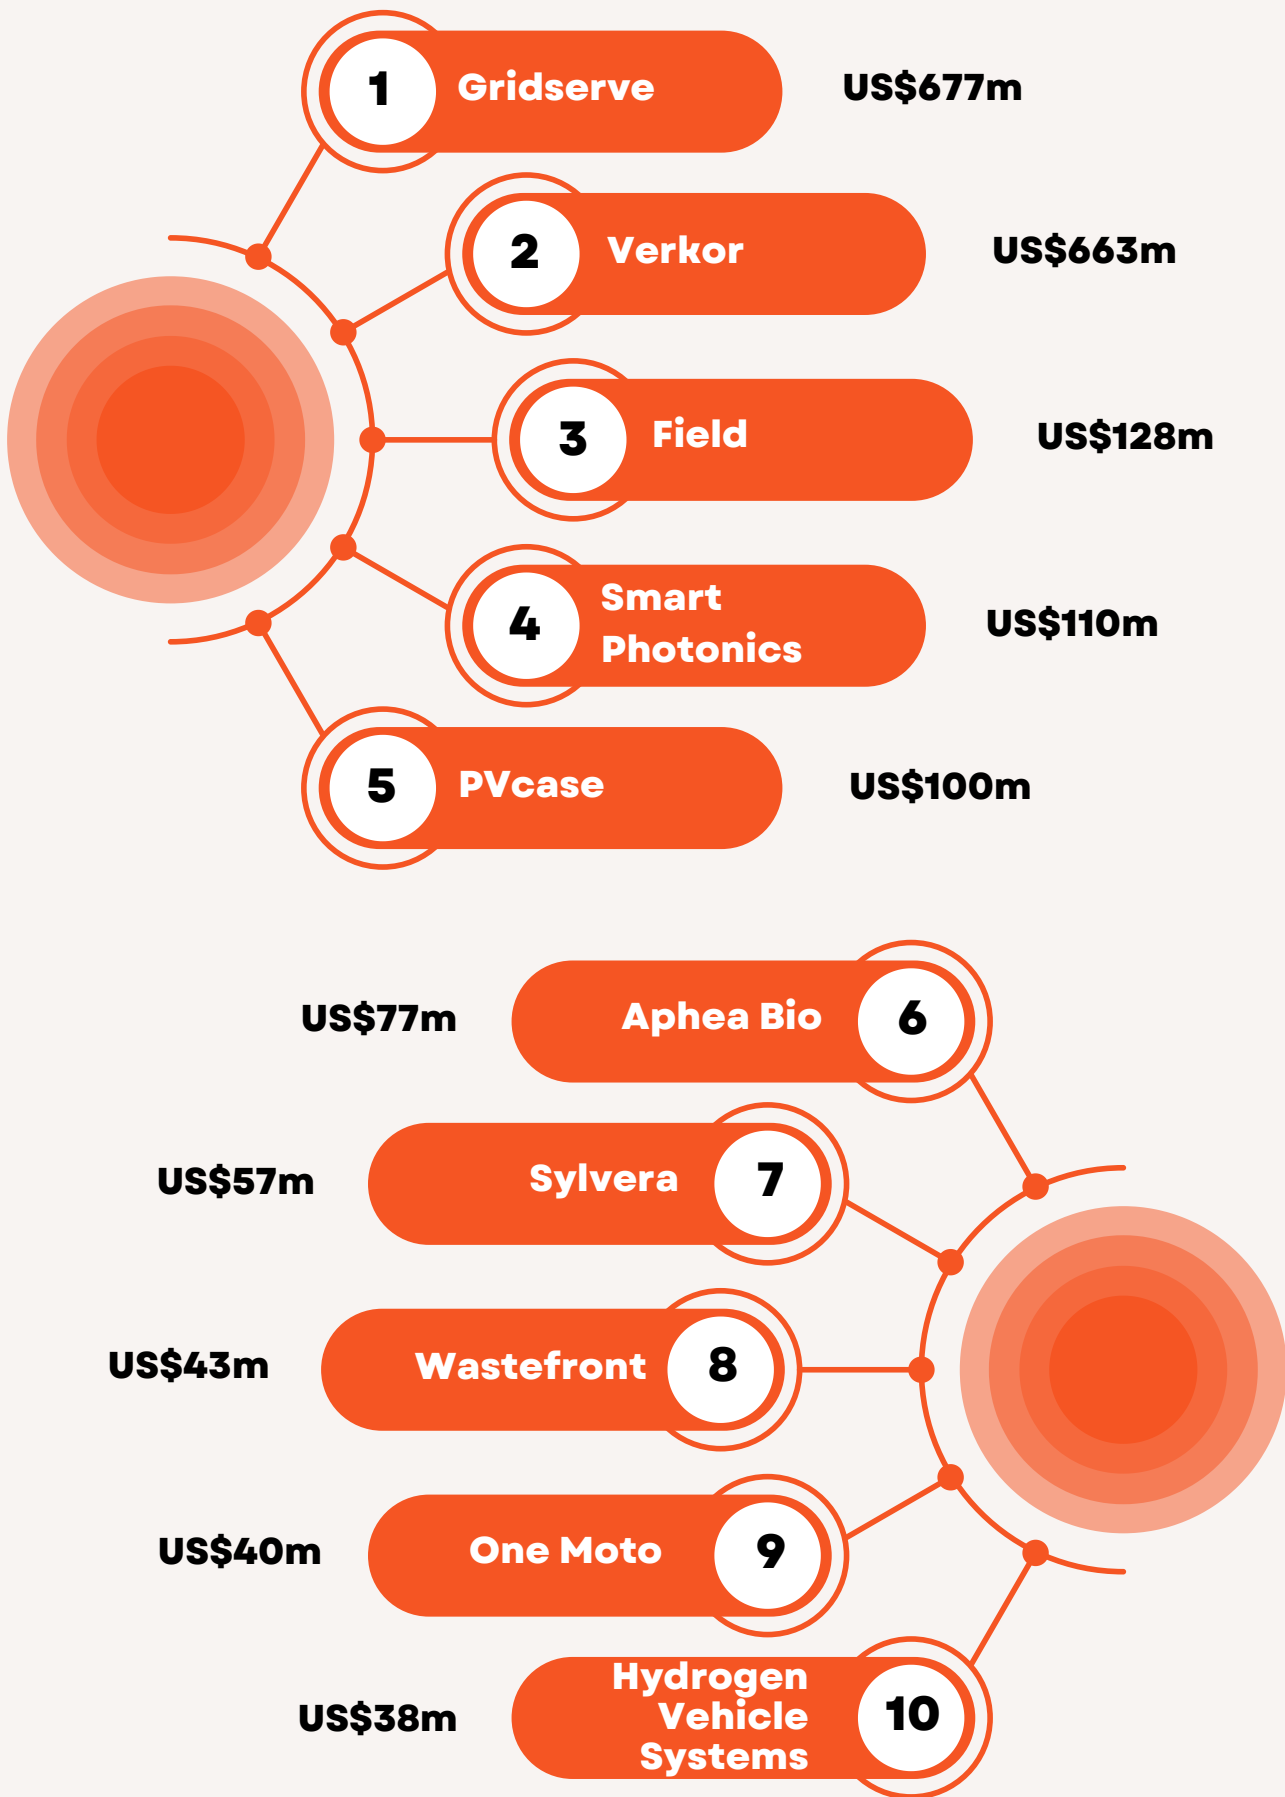 1
Gridserve
US$677m
2
Verkor
US$663m
3
Field
US$128m
4
Smart
Photonics
US$110m
5
PVcase
US$100m
US$77m
Aphea Bio
6
US$57m
Sylvera
7
US$43m
Wastefront
8
US$40m
One Moto
9
US$38m
Hydrogen
Vehicle
Systems
10